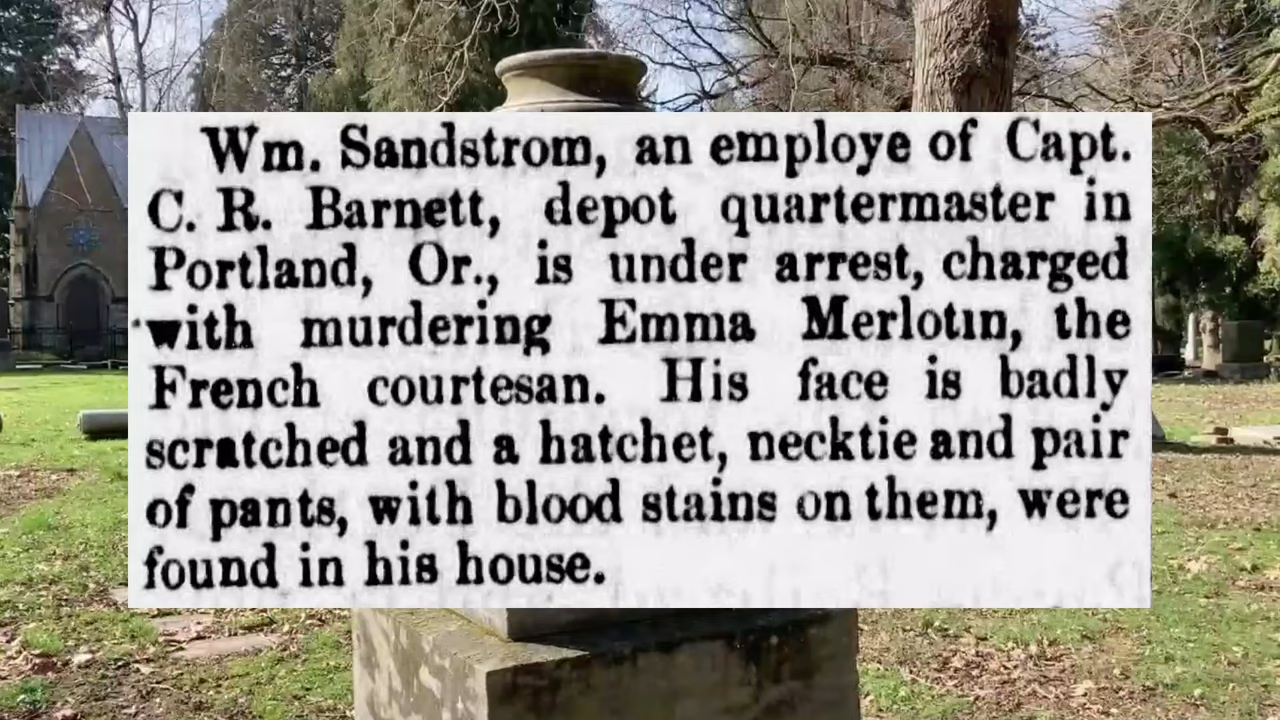 Wm. Sandstrom, an employe of Capt.
C. R. Barnett, depot quartermaster in
Portland, Or., is under arrest, charged
with murdering Emma Merlotin, the
French courtesan. His face is badly
scratched and a hatchet, necktie and pair
of pants, with blood stains on them, were
found in his house.